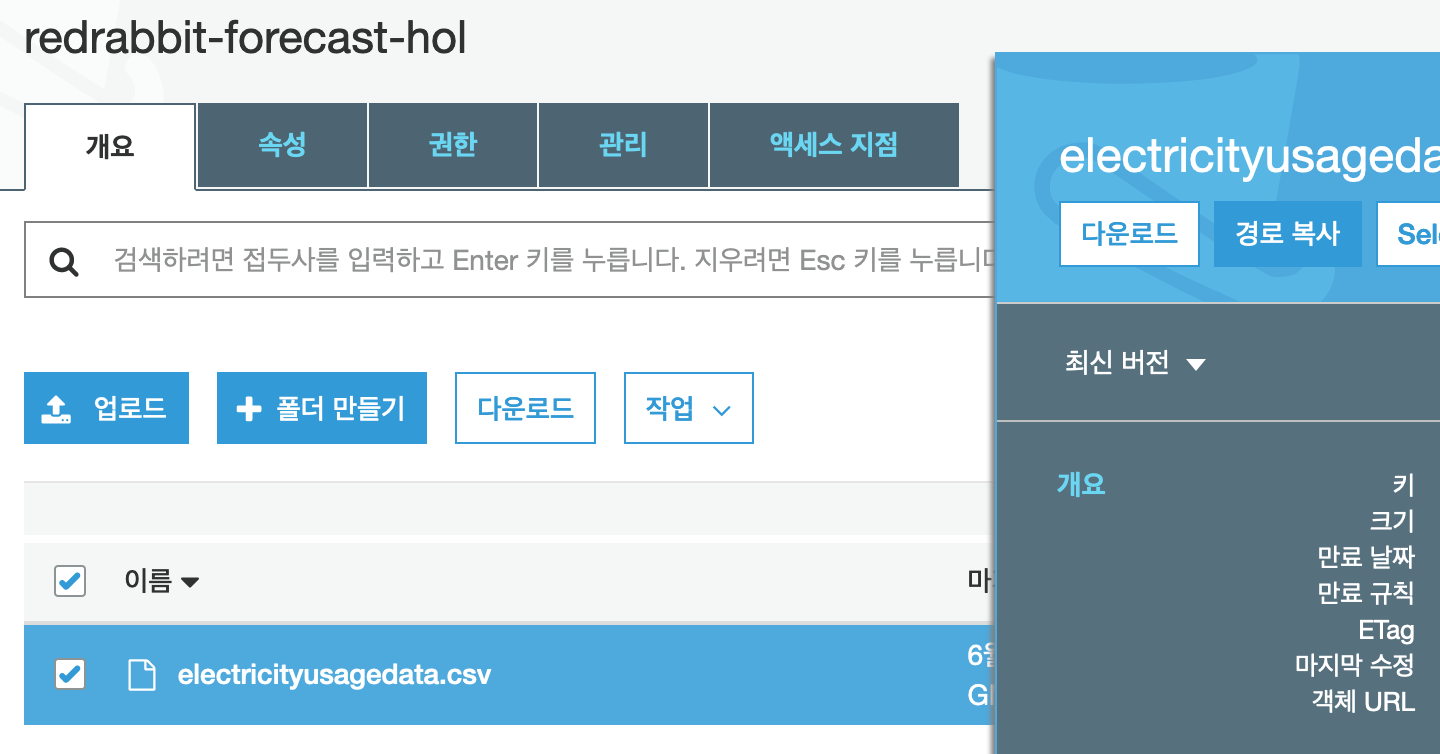 redrabbit-forecast-hol
개요
속성
권한
관리
액세스 지점
검색하려면 접두사를 입력하고 Enter 키를 누릅니다. 지우려면 Esc 키를 누릅니
업로드
폴더 만들기
다운로드
작업
이름
electricityusagedata.csv
6월
electricityusageda
다운로드
경로 복사
Sele
최신 버전
개요
키
크기
만료 날짜
만료 규칙
ETag
마지막 수정
객체 URL